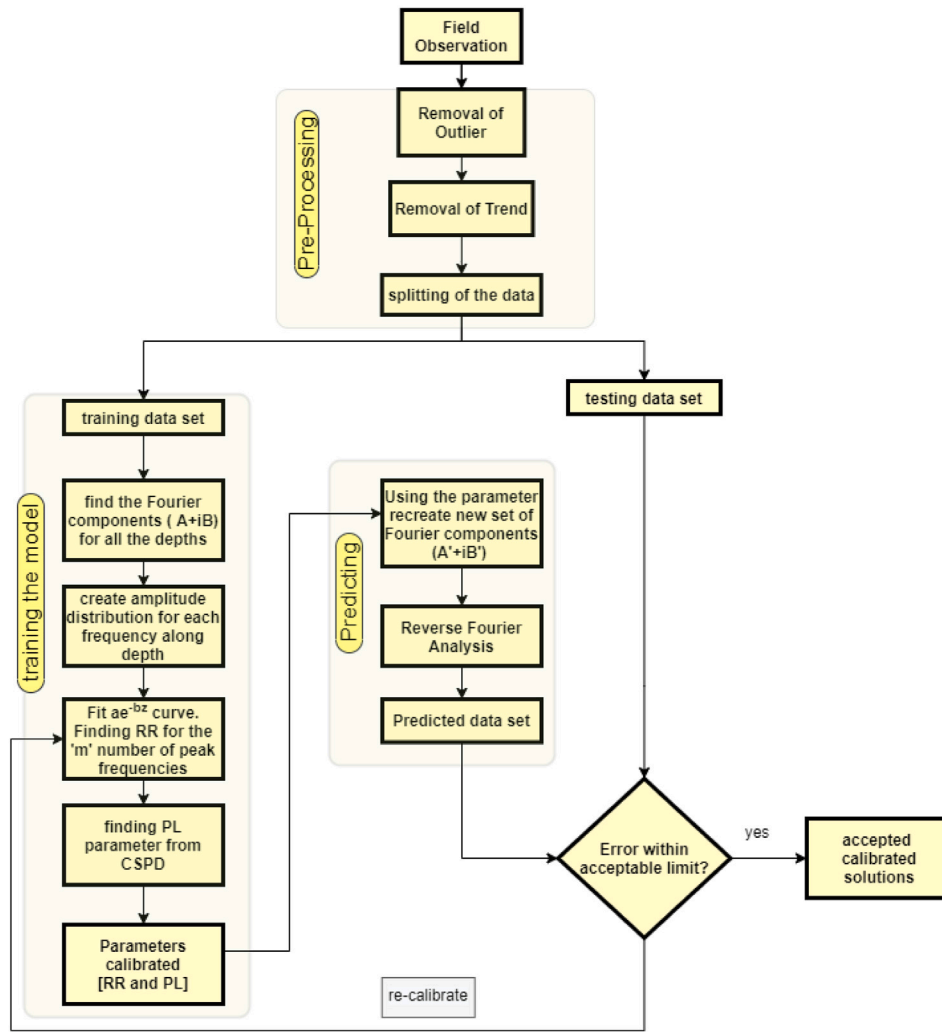 Field
Observation
Pre-Processing
Removal of
Outlier
Removal of Trend
splitting of the data
training the model
training data set
find the Fourier
components ( A+iB)
for all the depths
create amplitude
distribution for each
frequency along
depth
Fit ae^-bz curve.
Finding RR for the
'm' number of peak
frequencies
finding PL
parameter from
CSPD
Parameters
calibrated
[RR and PL]
Predicting
Using the parameter
recreate new set of
Fourier components
(A'+iB')
Reverse Fourier
Analysis
Predicted data set
testing data set
Error within
acceptable limit?
yes
accepted
calibrated
solutions
re-calibrate